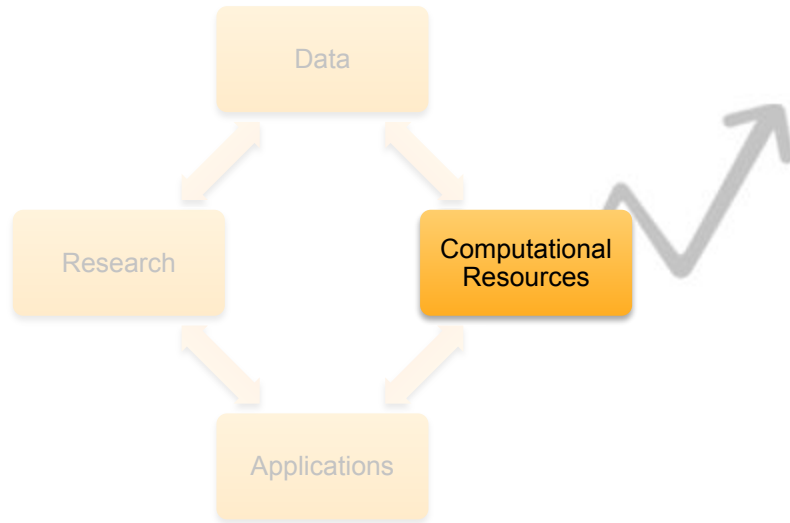 Data
Research
Computational
Resources
Applications